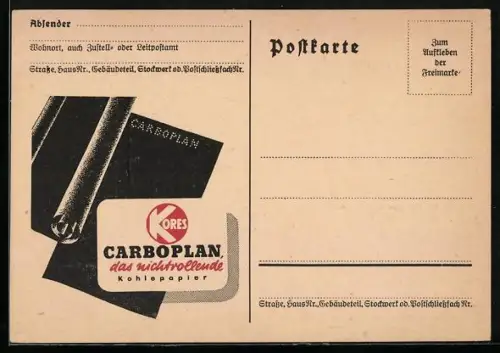 Absender
Wohnort, auch Zustell- oder Leitpostamt
Straße, Haus Nr., Gebäudeteil, Stockwerk od. Postschließfach Nr.
CARBOPLAN
KORES
CARBOPLAN,
das nichtrollende
Kohlepapier
Postkarte
Zum
Aufkleben
der
Freimarke
Straße, Haus Nr., Gebäudeteil, Stockwerk od. Postschließfach Nr.